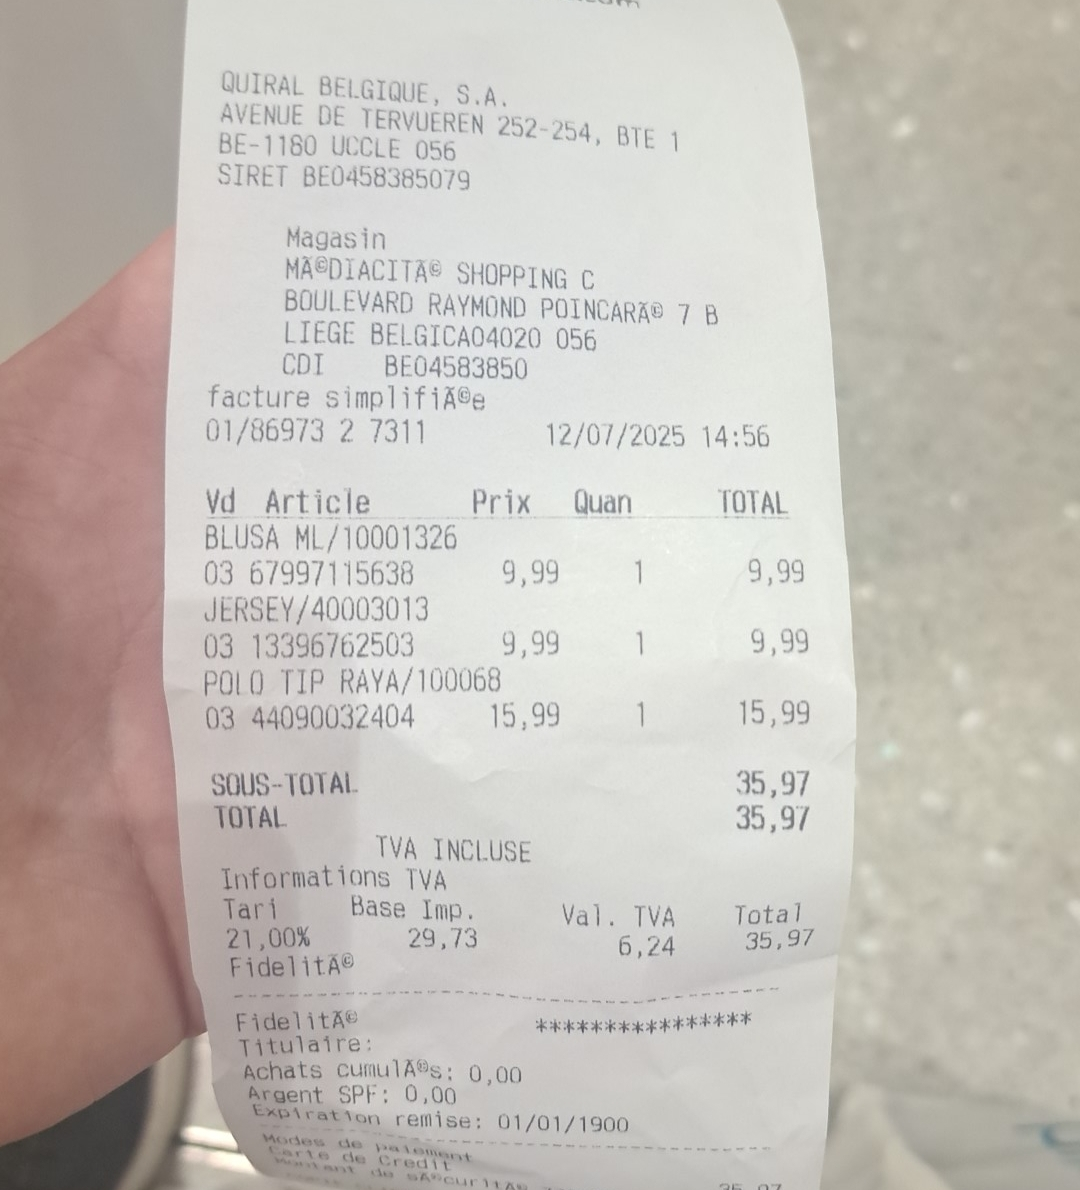 QUIRAL BELGIQUE, S.A.
AVENUE DE TERVUEREN 252-254, BTE 1
BE-1180 UCCLE 056
SIRET BE0458385079
Magasin
MÃ©DIACITÃ© SHOPPING C
BOULEVARD RAYMOND POINCARÃ© 7 B
LIEGE BELGICA04020 056
CDI BE04583850
facture simplifiÃ©e
01/86973 2 7311 12/07/2025 14:56
Vd Article Prix Quan TOTAL
BLUSA ML/10001326
03 67997115638 9,99 1 9,99
JERSEY/40003013
03 13396762503 9,99 1 9,99
POLO TIP RAYA/100068
03 44090032404 15,99 1 15,99
SOUS-TOTAL 35,97
TOTAL 35,97
TVA INCLUSE
Informations TVA
Tari Base Imp. Val. TVA Total
21,00% 29,73 6,24 35,97
FidelitÃ©
FidelitÃ© ****************
Titulaire:
Achats cumulÃ©s: 0,00
Argent SPF: 0,00
Expiration remise: 01/01/1900
Modes de paiement
Carte de Credit
Montant de sÃ©curitÃs